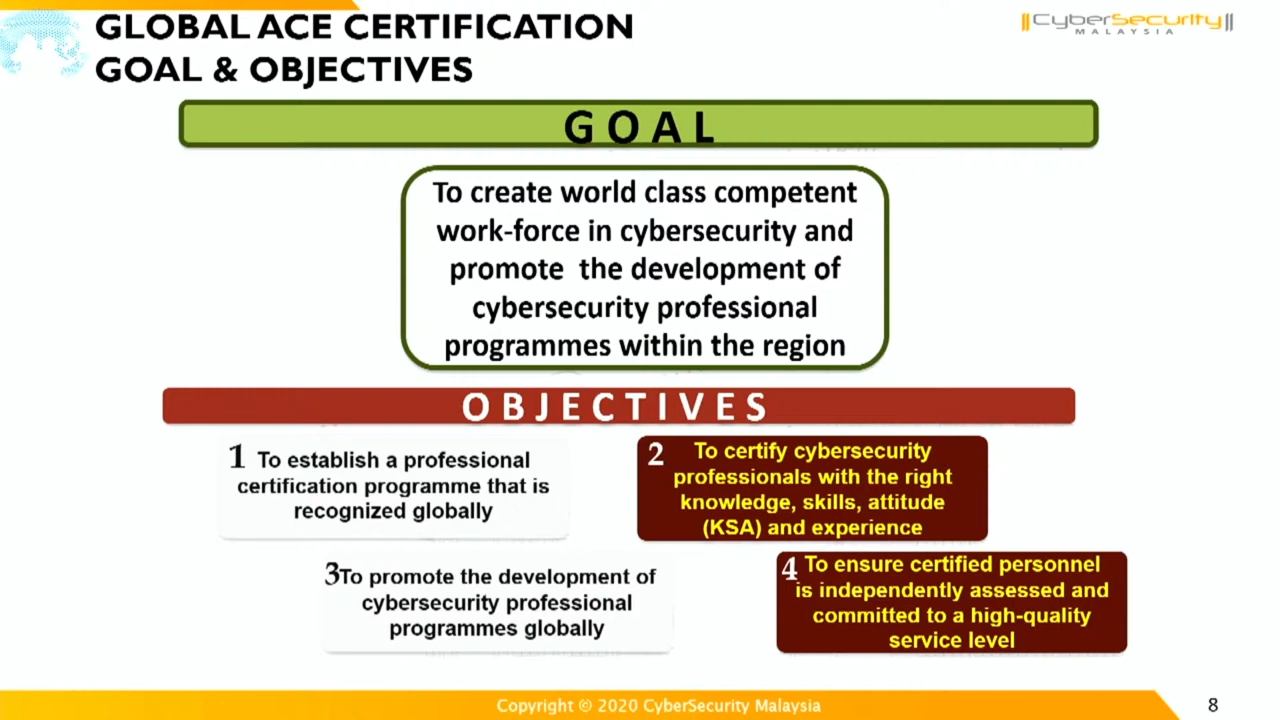 GLOBAL ACE CERTIFICATION
GOAL & OBJECTIVES
||CyberSecurity||
MALAYSIA
GOAL
To create world class competent
work-force in cybersecurity and
promote the development of
cybersecurity professional
programmes within the region
OBJECTIVES
1 To establish a professional
certification programme that is
recognized globally
2 To certify cybersecurity
professionals with the right
knowledge, skills, attitude
(KSA) and experience
3 To promote the development of
cybersecurity professional
programmes globally
4 To ensure certified personnel
is independently assessed and
committed to a high-quality
service level
Copyright © 2020 CyberSecurity Malaysia
8